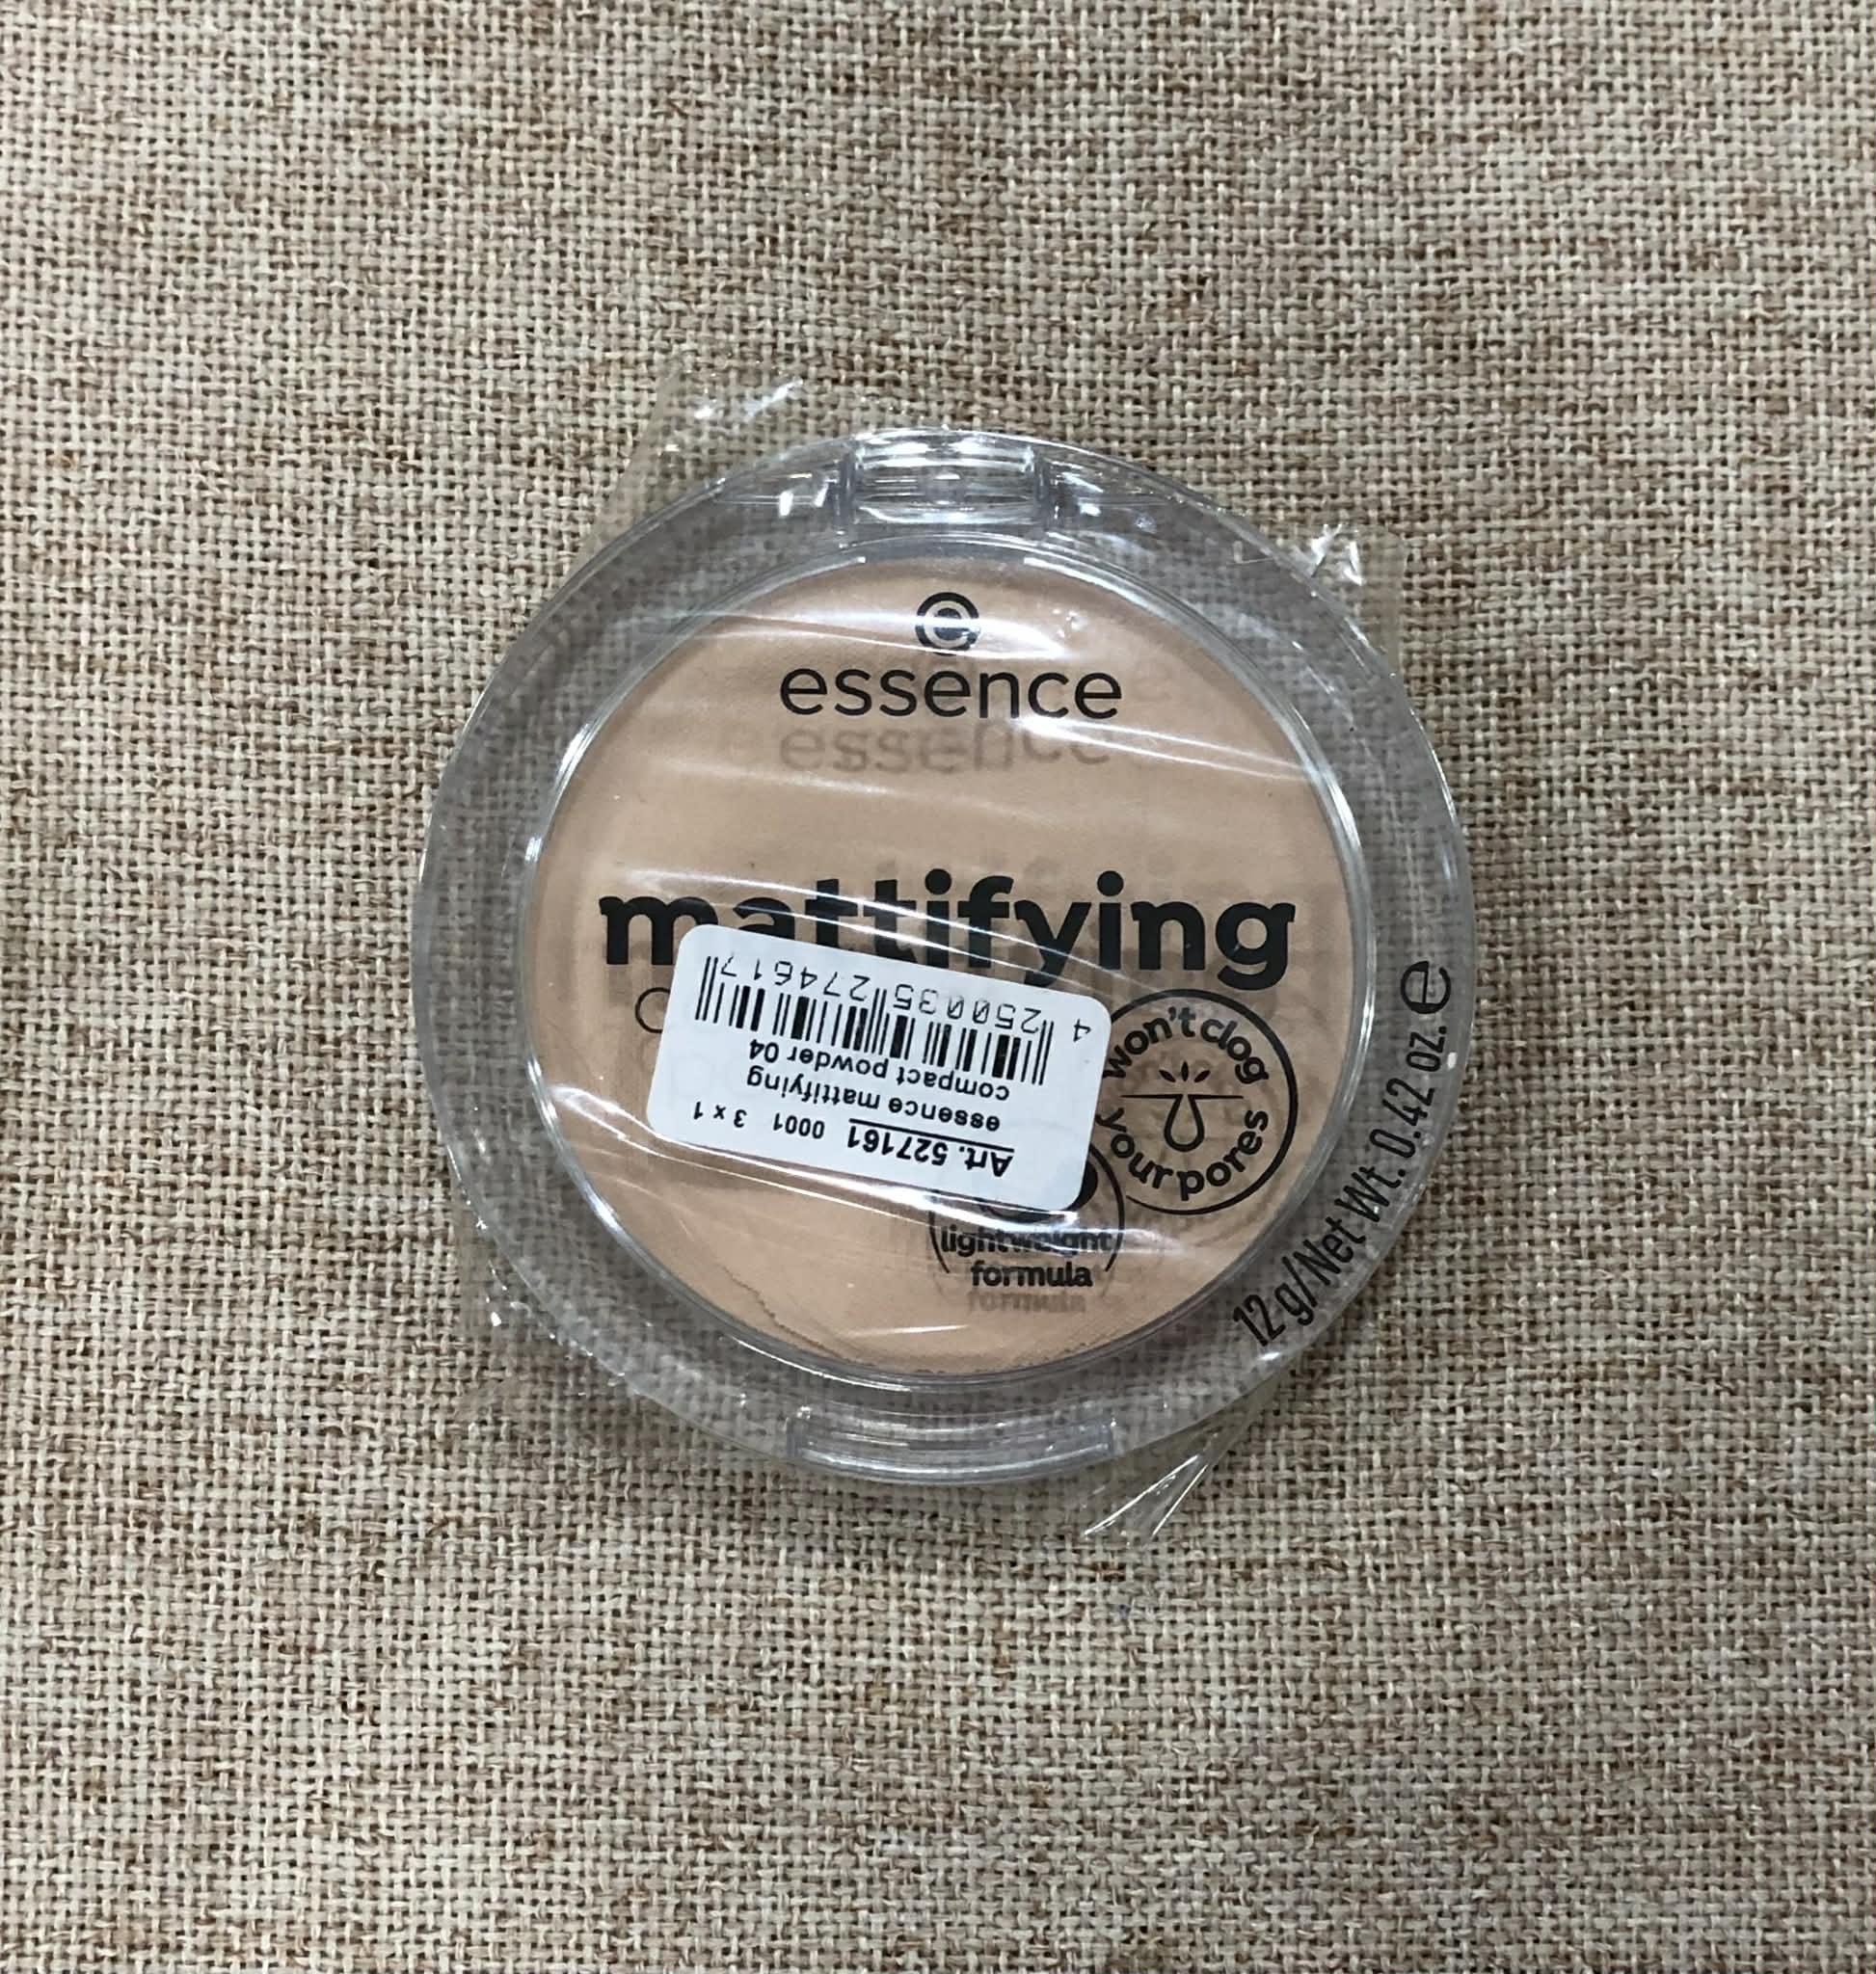 essence
mattifying
won't clog
your pores
lightweight
formula
12 g/Net Wt. 0.42 oz. e
Art. 527161 0001 3 x 1
essence mattifying
compact powder 04
4 250035 274617